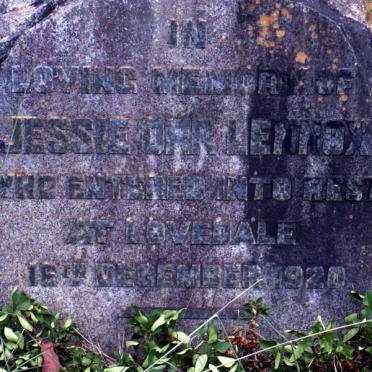 IN
LOVING MEMORY OF
JESSIE ORR LENNOX
WHO ENTERED INTO REST
AT LOVEDALE
16TH DECEMBER 1920.